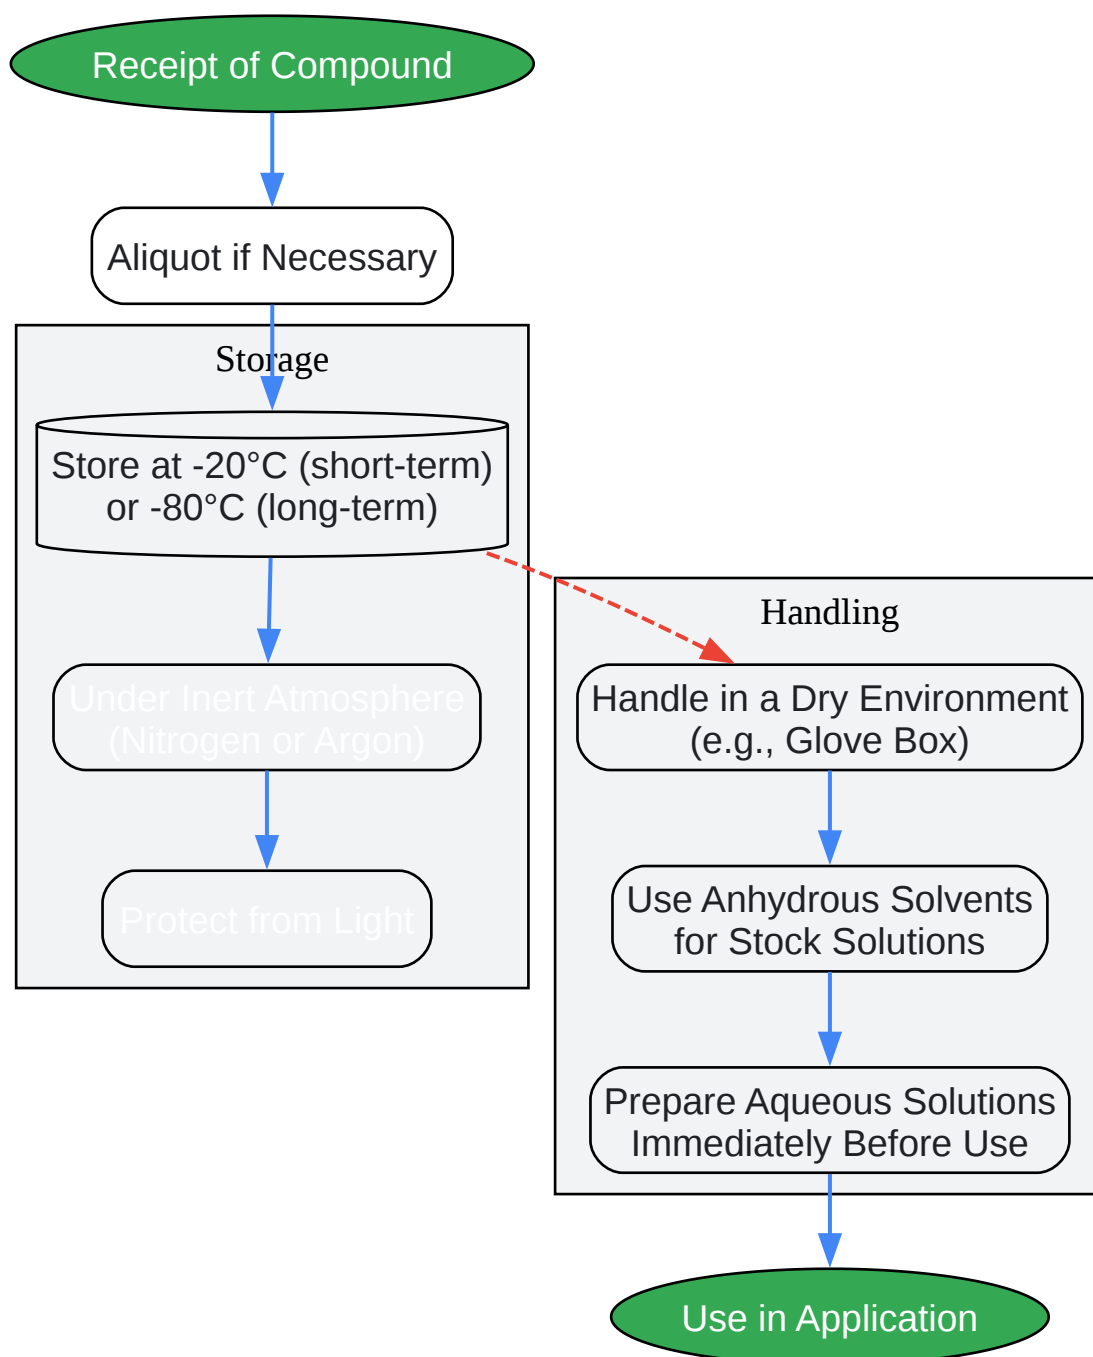 Receipt of Compound
Aliquot if Necessary
Storage
Store at -20°C (short-term)
or -80°C (long-term)
Under Inert Atmosphere
(Nitrogen or Argon)
Protect from Light
Handling
Handle in a Dry Environment
(e.g., Glove Box)
Use Anhydrous Solvents
for Stock Solutions
Prepare Aqueous Solutions
Immediately Before Use
Use in Application